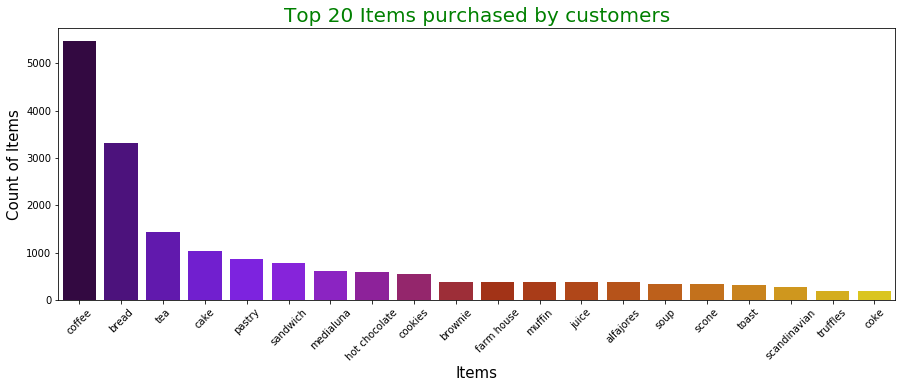 Top 20 Items purchased by customers
Count of Items
5000
4000
3000
2000
1000
0
coffee
bread
tea
cake
pastry
sandwich
medialuna
hot chocolate
cookies
brownie
farm house
muffin
juice
alfajores
soup
scone
toast
scandinavian
truffles
coke
Items